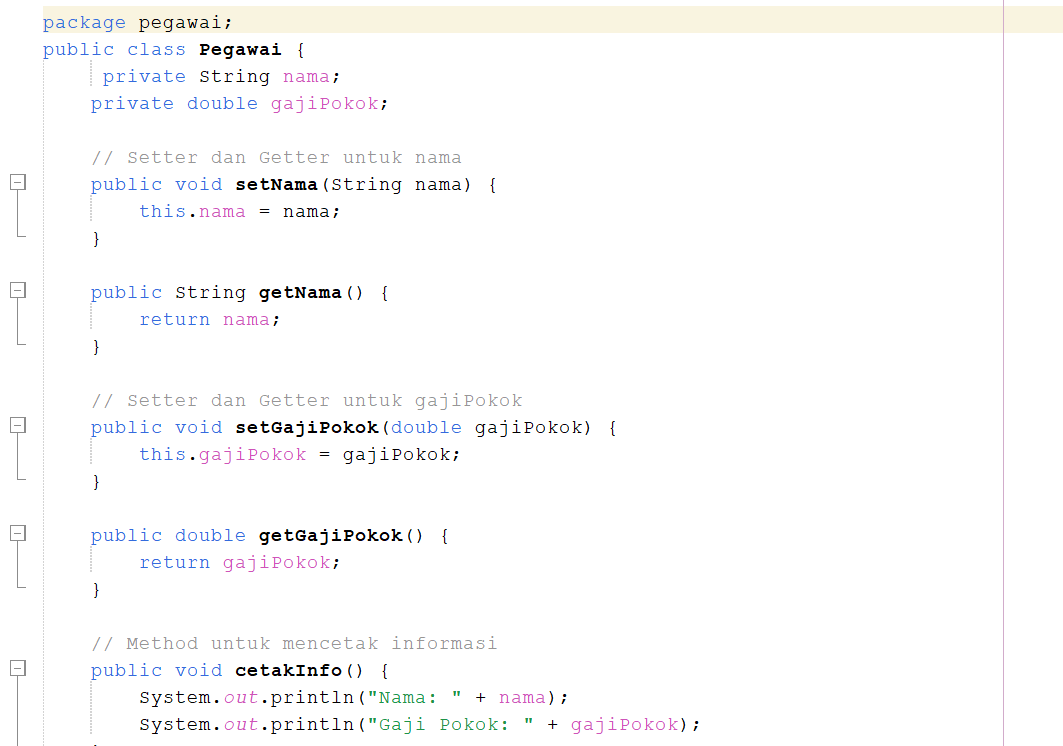 package pegawai;
public class Pegawai {
private String nama;
private double gajiPokok;
// Setter dan Getter untuk nama
public void setNama(String nama) {
this.nama = nama;
}
public String getNama() {
return nama;
}
// Setter dan Getter untuk gajiPokok
public void setGajiPokok(double gajiPokok) {
this.gajiPokok = gajiPokok;
}
public double getGajiPokok() {
return gajiPokok;
}
// Method untuk mencetak informasi
public void cetakInfo() {
System.out.println("Nama: " + nama);
System.out.println("Gaji Pokok: " + gajiPokok);